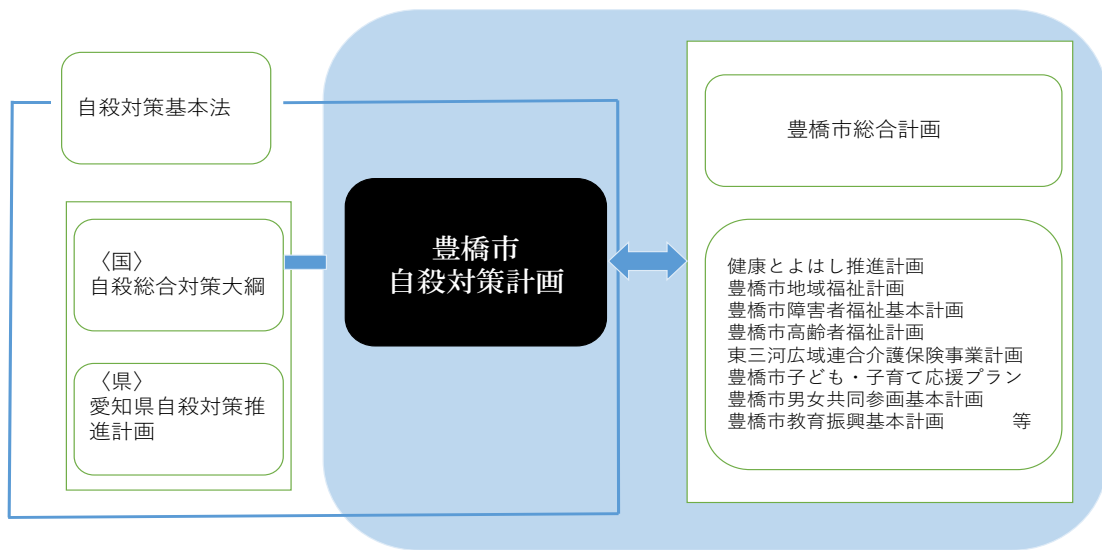 自殺対策基本法
〈国〉
自殺総合対策大綱
〈県〉
愛知県自殺対策推
進計画
豊橋市
自殺対策計画
豊橋市総合計画
健康とよはし推進計画
豊橋市地域福祉計画
豊橋市障害者福祉基本計画
豊橋市高齢者福祉計画
東三河広域連合介護保険事業計画
豊橋市子ども・子育て応援プラン
豊橋市男女共同参画基本計画
豊橋市教育振興基本計画　　　等